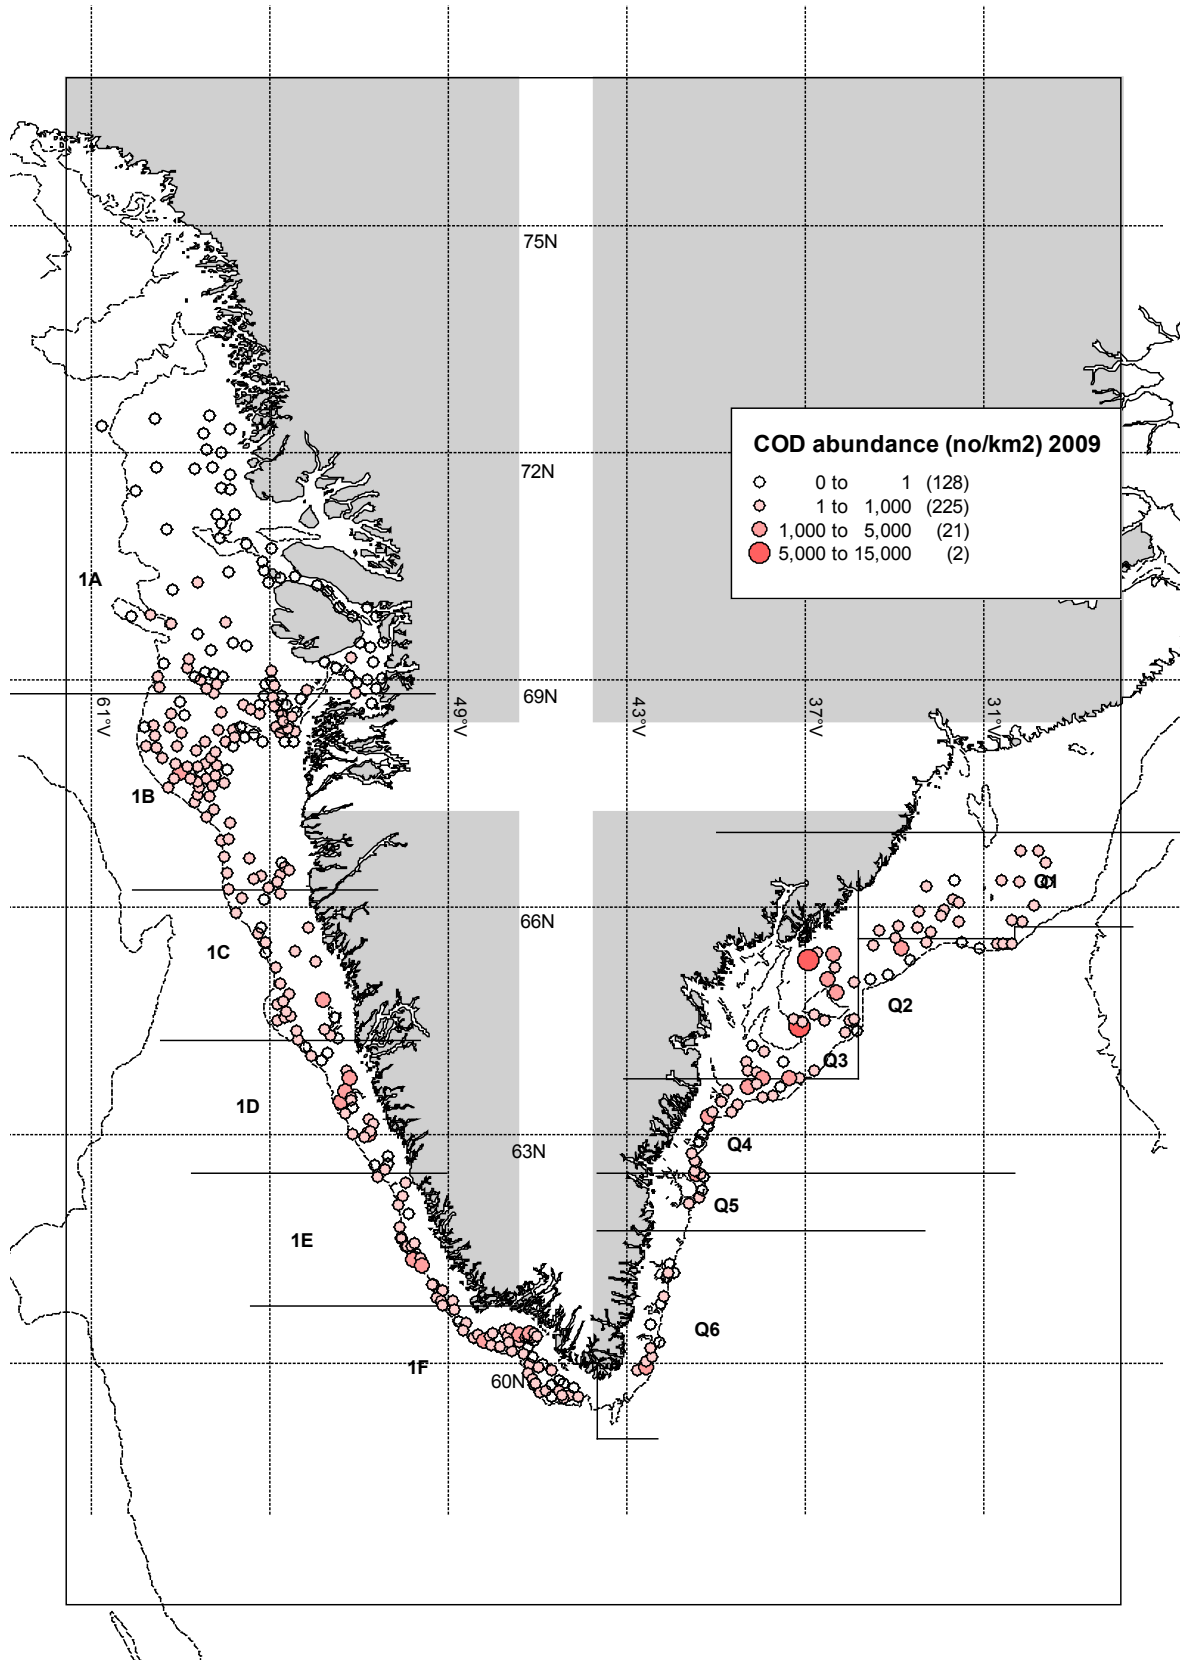 75N
COD abundance (no/km2) 2009
0 to 1 (128)
1 to 1,000 (225)
1,000 to 5,000 (21)
5,000 to 15,000 (2)
72N
1A
69N
61°V
49°V
43°V
37°V
31°V
1B
Q1
66N
1C
Q2
Q3
1D
63N
Q4
Q5
1E
Q6
1F
60N